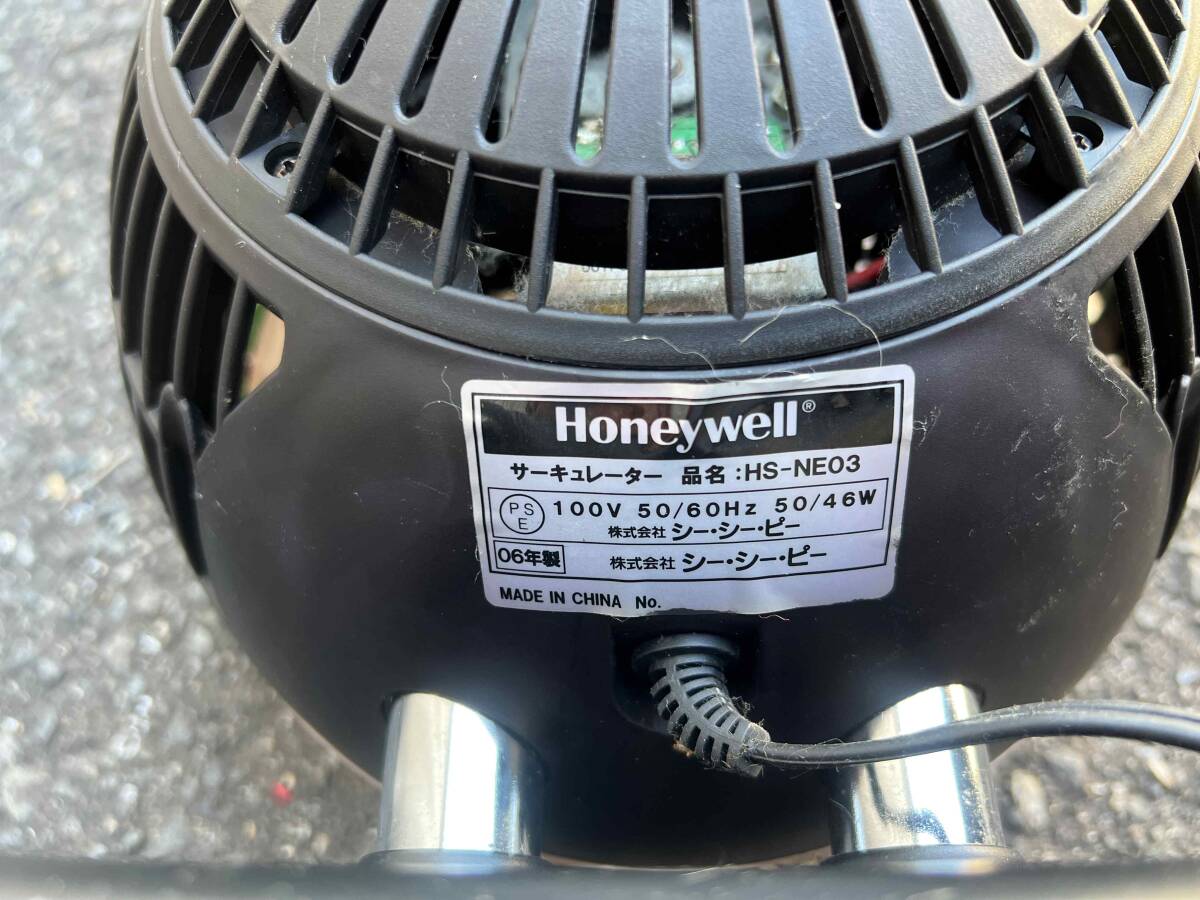 Honeywell®
サーキュレーター 品名:HS-NE03
PS
E
100V 50/60Hz 50/46W
株式会社 シー・シー・ピー
06年製 株式会社 シー・シー・ピー
MADE IN CHINA No.